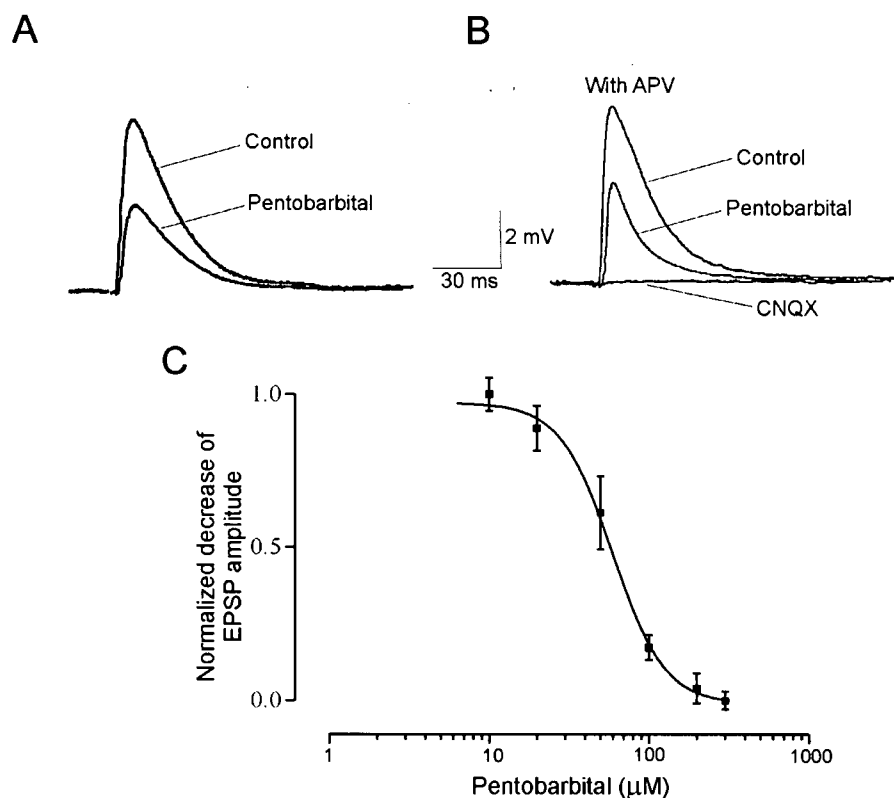 A
Control
Pentobarbital
2 mV
30 ms
B
With APV
Control
Pentobarbital
CNQX
C
Normalized decrease of
EPSP amplitude
1.0
0.5
0.0
1
10
100
1000
Pentobarbital (μM)